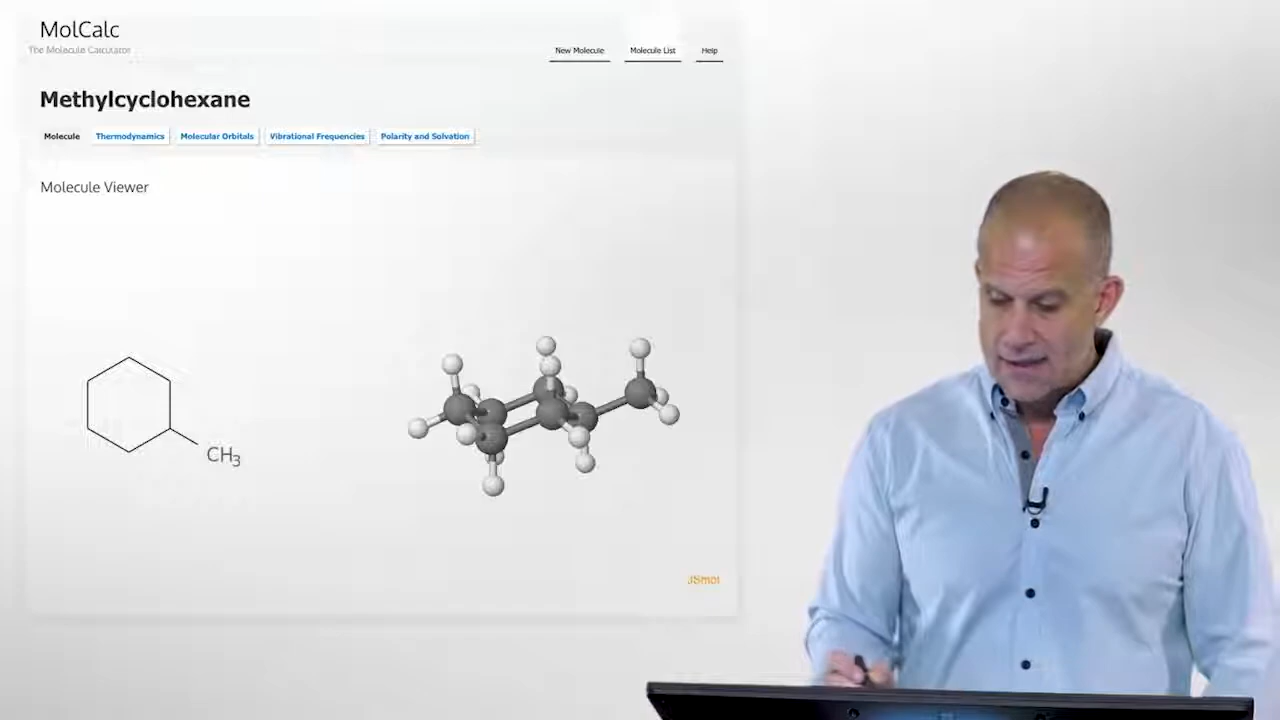 MolCalc
The Molecule Calculator
New Molecule Molecule List Help
Methylcyclohexane
Molecule Thermodynamics Molecular Orbitals Vibrational Frequencies Polarity and Solvation
Molecule Viewer
CH3
JSmol